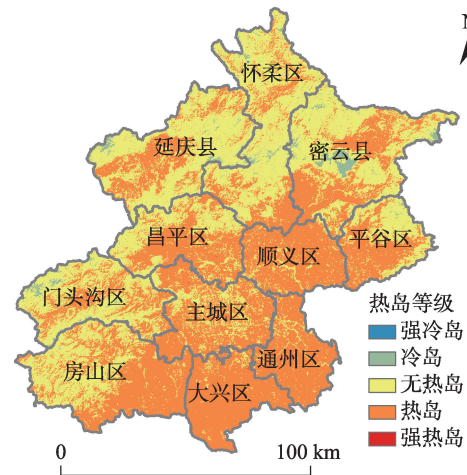 N
怀柔区
延庆县
密云县
昌平区
顺义区
平谷区
门头沟区
主城区
房山区
通州区
大兴区
热岛等级
强冷岛
冷岛
无热岛
热岛
强热岛
0 100 km